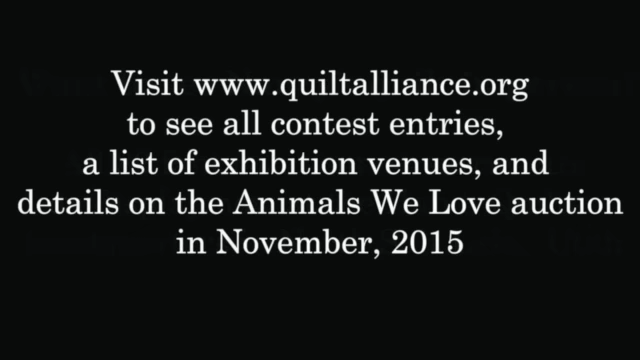 Visit www.quiltalliance.org
to see all contest entries,
a list of exhibition venues, and
details on the Animals We Love auction
in November, 2015